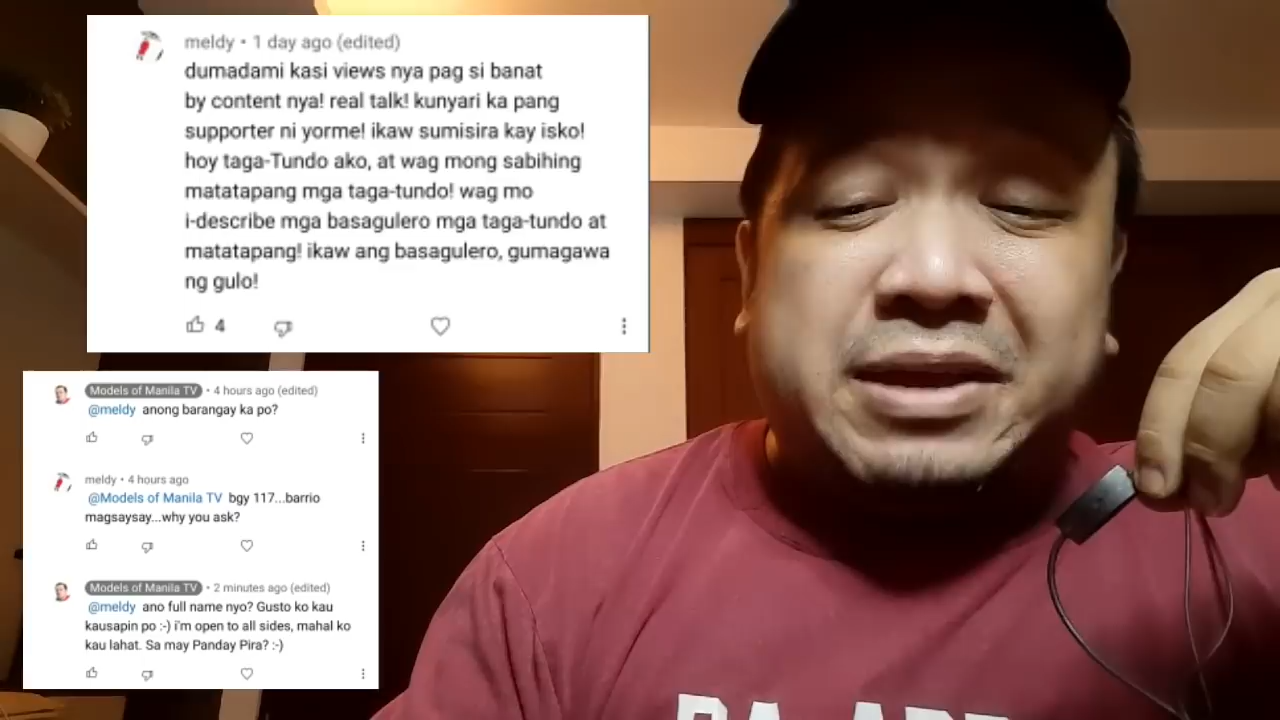 meldy • 1 day ago (edited)
dumadami kasi views nya pag si banat
by content nya! real talk! kunyari ka pang
supporter ni yorme! ikaw sumisira kay isko!
hoy taga-Tundo ako, at wag mong sabihing
matatapang mga taga-tundo! wag mo
i-describe mga basagulero mga taga-tundo at
matatapang! ikaw ang basagulero, gumagawa
ng gulo!
4
Models of Manila TV • 4 hours ago (edited)
@meldy anong barangay ka po?
meldy • 4 hours ago
@Models of Manila TV bgy 117...barrio
magsaysay...why you ask?
Models of Manila TV • 2 minutes ago (edited)
@meldy ano full name nyo? Gusto ko kau
kausapin po :-) i'm open to all sides, mahal ko
kau lahat. Sa may Panday Pira? :-)